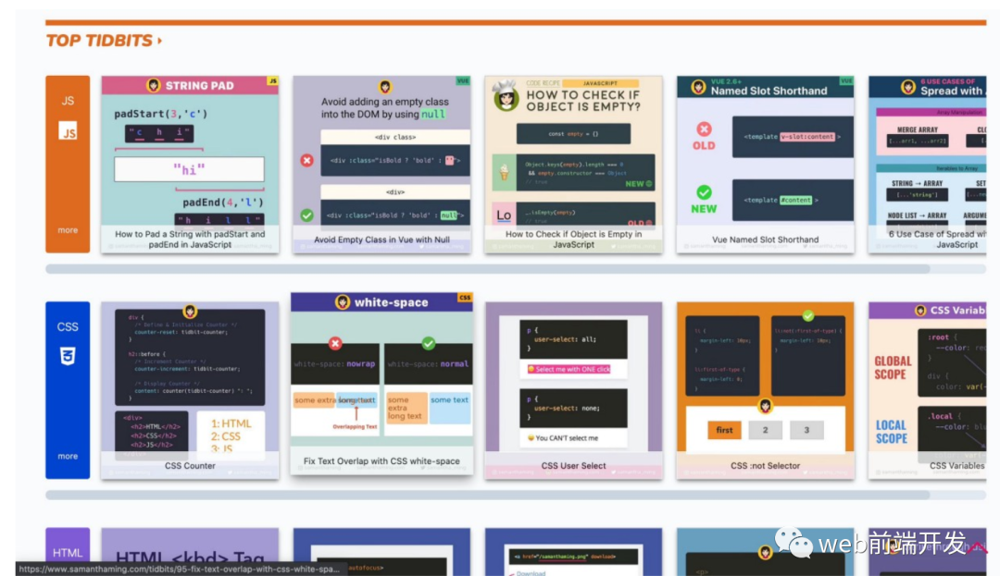 TOP TIDBITS ›
JS
JS
more
STRING PAD
JS
padStart(3,'c')
"c h i"
"hi"
padEnd(4,'l')
"h i l l"
How to Pad a String with padStart and
padEnd in JavaScript
VUE
Avoid adding an empty class
into the DOM by using null
<div class>
<div :class="isBold ? 'bold' : ''">
<div>
<div :class="isBold ? 'bold' : null">
Avoid Empty Class in Vue with Null
CODE RECIPE
JAVASCRIPT
HOW TO CHECK IF
OBJECT IS EMPTY?
const empty = {}
Object.keys(empty).length === 0
&& empty.constructor === Object
// true
NEW
Lo
_.isEmpty(empty)
// true
OLD
How to Check if Object is Empty in
JavaScript
VUE 2.6+
VUE
Named Slot Shorthand
OLD
<template v-slot:content >
NEW
<template #content >
Vue Named Slot Shorthand
6 USE CASES OF
Spread with
Array Manipulation
MERGE ARRAY
[...arr1, ...arr2]
CLO
Iterables to Array
STRING → ARRAY
[...'string']
SET
NODE LIST → ARRAY
ARGUME
6 Use Case of Spread wi
JavaScript
CSS
more
div {
/* Define & Initialize Counter */
counter-reset: tidbit-counter;
}
h2::before {
/* Increment Counter */
counter-increment: tidbit-counter;
/* Display Counter */
content: counter(tidbit-counter) ": ";
}
<div>
<h2>HTML</h2>
<h2>CSS</h2>
<h2>JS</h2>
1: HTML
2: CSS
3: JS
CSS Counter
white-space
CSS
white-space: nowrap
white-space: normal
some extra long text
some text
some
extra
long text
some text
Overlapping Text
Fix Text Overlap with CSS white-space
p {
user-select: all;
}
Select me with ONE click
p {
user-select: none;
}
You CAN'T select me
CSS User Select
li {
margin-left: 10px;
}
li:first-of-type {
margin-left: 0;
}
li:not(:first-of-type) {
margin-left: 10px;
}
first
2
3
CSS :not Selector
CSS Variab
GLOBAL
SCOPE
:root {
--color: red
div {
color: var(-
LOCAL
SCOPE
.local {
--color: blu
CSS Variables
HTML
HTML <kbd> Tag
autofocus>
<a href="/samanthaming.png" download>
Download
<p>
web前端开发
https://www.samanthaming.com/tidbits/95-fix-text-overlap-with-css-white-spa...